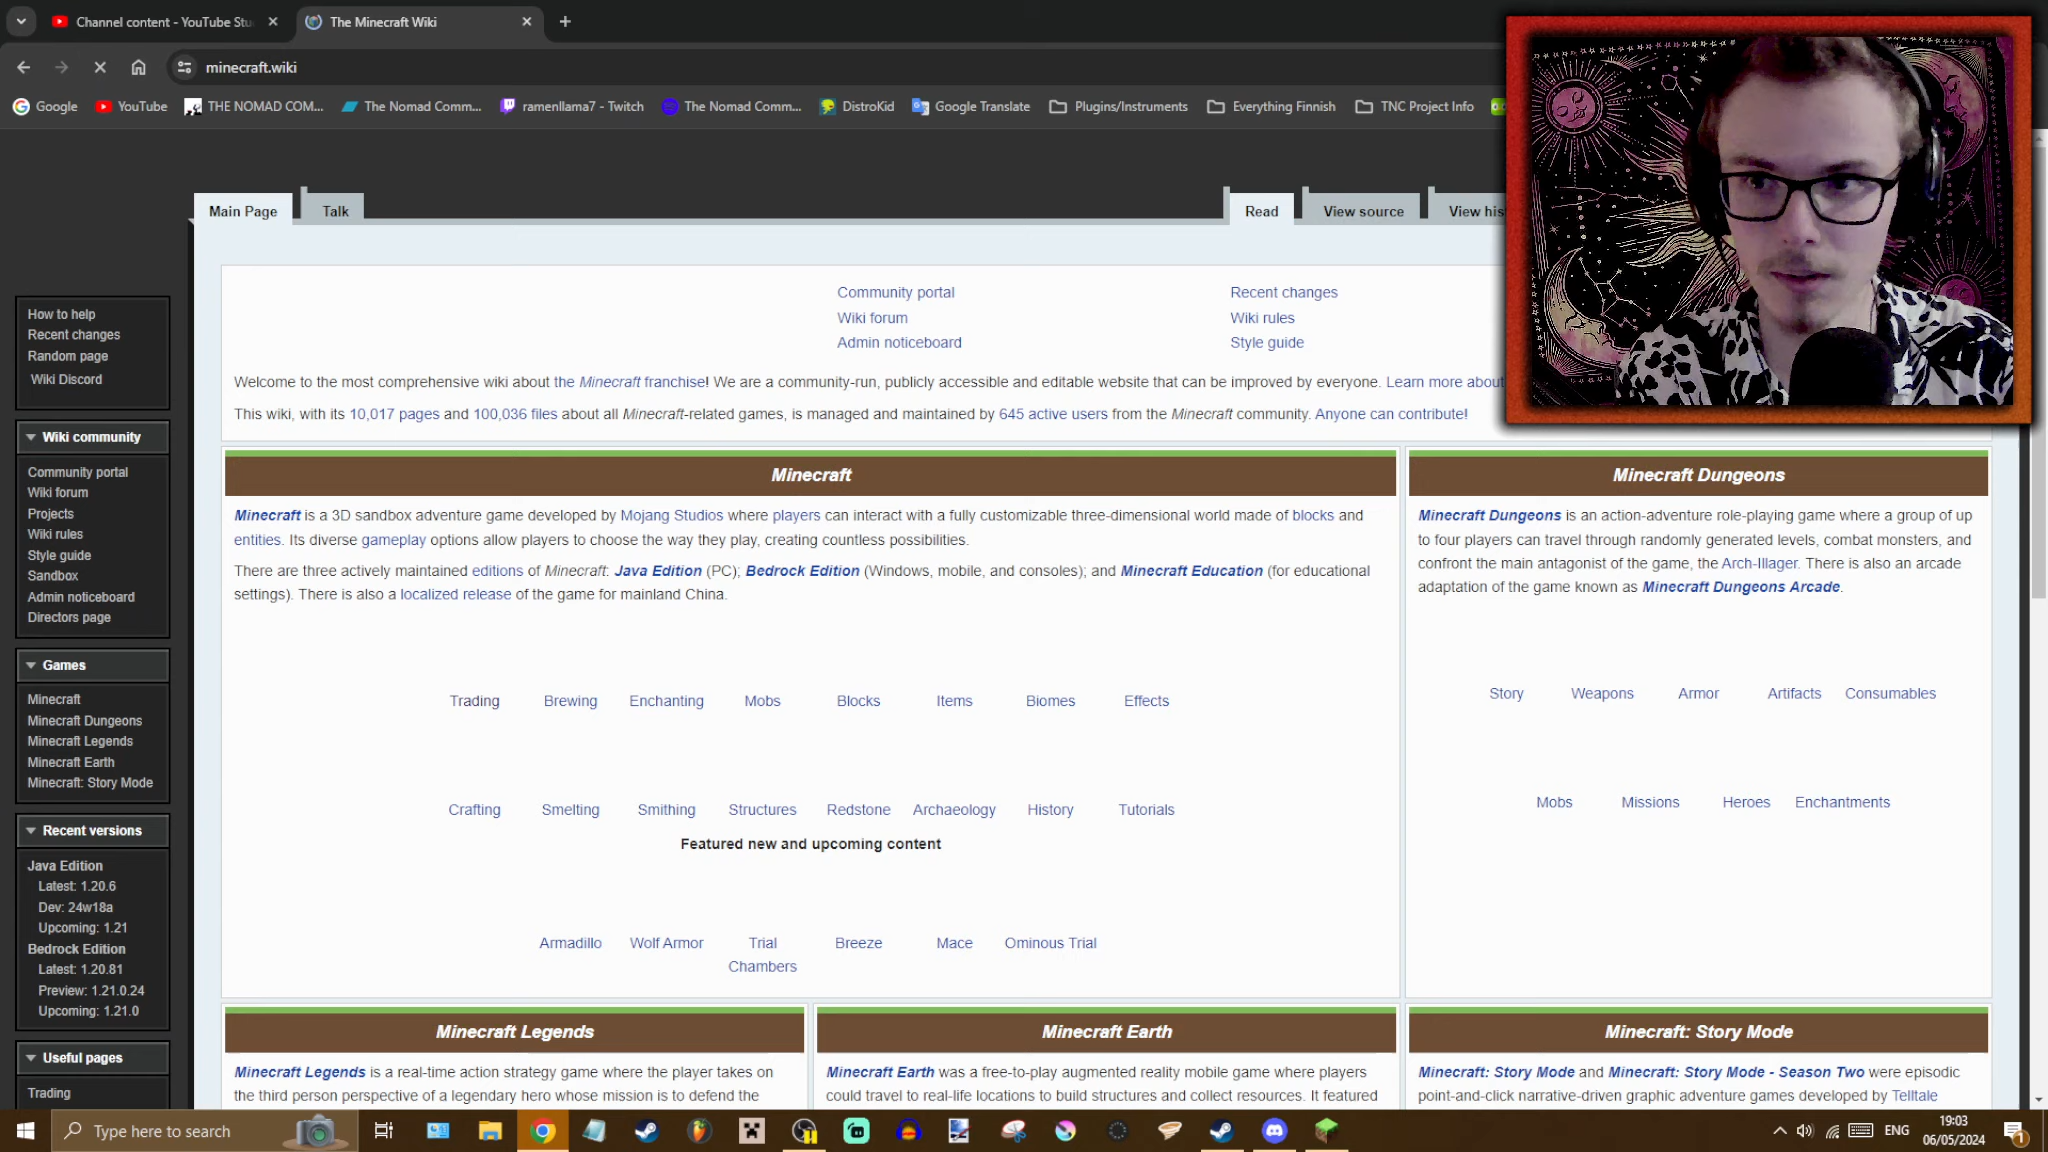 Channel content - YouTube Stu
The Minecraft Wiki
minecraft.wiki
Google
YouTube
THE NOMAD COM...
The Nomad Comm...
ramenllama7 - Twitch
The Nomad Comm...
DistroKid
Google Translate
Plugins/Instruments
Everything Finnish
TNC Project Info
Main Page
Talk
Read
View source
View his
Community portal
Recent changes
Wiki forum
Wiki rules
Admin noticeboard
Style guide
Welcome to the most comprehensive wiki about the Minecraft franchise! We are a community-run, publicly accessible and editable website that can be improved by everyone. Learn more about
This wiki, with its 10,017 pages and 100,036 files about all Minecraft-related games, is managed and maintained by 645 active users from the Minecraft community. Anyone can contribute!
How to help
Recent changes
Random page
Wiki Discord
Wiki community
Community portal
Wiki forum
Projects
Wiki rules
Style guide
Sandbox
Admin noticeboard
Directors page
Games
Minecraft
Minecraft Dungeons
Minecraft Legends
Minecraft Earth
Minecraft: Story Mode
Recent versions
Java Edition
Latest: 1.20.6
Dev: 24w18a
Upcoming: 1.21
Bedrock Edition
Latest: 1.20.81
Preview: 1.21.0.24
Upcoming: 1.21.0
Useful pages
Trading
Minecraft
Minecraft is a 3D sandbox adventure game developed by Mojang Studios where players can interact with a fully customizable three-dimensional world made of blocks and
entities. Its diverse gameplay options allow players to choose the way they play, creating countless possibilities.
There are three actively maintained editions of Minecraft: Java Edition (PC); Bedrock Edition (Windows, mobile, and consoles); and Minecraft Education (for educational
settings). There is also a localized release of the game for mainland China.
Trading
Brewing
Enchanting
Mobs
Blocks
Items
Biomes
Effects
Crafting
Smelting
Smithing
Structures
Redstone
Archaeology
History
Tutorials
Featured new and upcoming content
Armadillo
Wolf Armor
Trial
Chambers
Breeze
Mace
Ominous Trial
Minecraft Dungeons
Minecraft Dungeons is an action-adventure role-playing game where a group of up
to four players can travel through randomly generated levels, combat monsters, and
confront the main antagonist of the game, the Arch-Illager. There is also an arcade
adaptation of the game known as Minecraft Dungeons Arcade.
Story
Weapons
Armor
Artifacts
Consumables
Mobs
Missions
Heroes
Enchantments
Minecraft Legends
Minecraft Legends is a real-time action strategy game where the player takes on
the third person perspective of a legendary hero whose mission is to defend the
Minecraft Earth
Minecraft Earth was a free-to-play augmented reality mobile game where players
could travel to real-life locations to build structures and collect resources. It featured
Minecraft: Story Mode
Minecraft: Story Mode and Minecraft: Story Mode - Season Two were episodic
point-and-click narrative-driven graphic adventure games developed by Telltale
Type here to search
ENG
19:03
06/05/2024
1